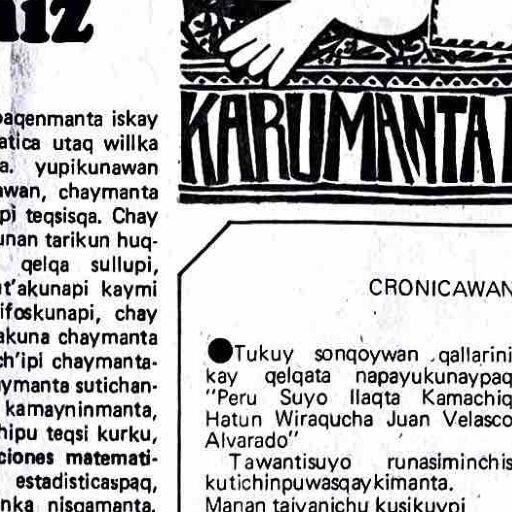 niz
paqenmanta iskay
atica utaq willka
a. yupikunawan
awan, chaymanta
pi teqsisqa. Chay
unan tarikun huq-
qelqa sullupi,
t'akunapi kaymi
ifoskunapi, chay
akuna chaymanta
ch'ipi chaymanta-
ymanta sutichan-
kamayninmanta,
hipu teqsi kurku,
ciones matemati-
estadisticaspaq,
nka nisqamanta.
KARUMANTA
CRONICAWAN
●Tukuy sonqoywan qallarini
kay qelqata napayukunaypaq
"Peru Suyo llaqta Kamachiq
Hatun Wiraqucha Juan Velasco
Alvarado"
Tawantisuyo runasiminchis
kutichinpuwasqaykimanta.
Manan taiyanichu kusikuypi